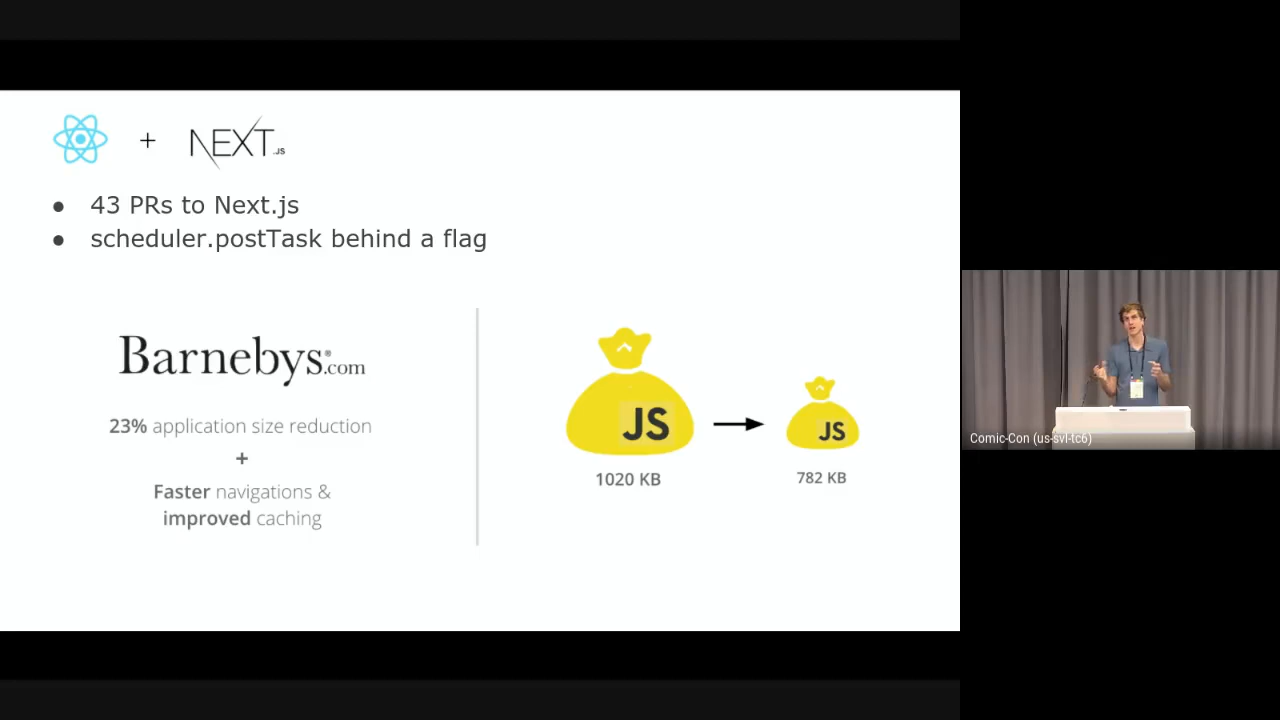 + NEXT.JS
● 43 PRs to Next.js
● scheduler.postTask behind a flag
Barnebys®.com
23% application size reduction
+
Faster navigations &
improved caching
JS
1020 KB
JS
782 KB
Comic-Con (us-svl-tc6)